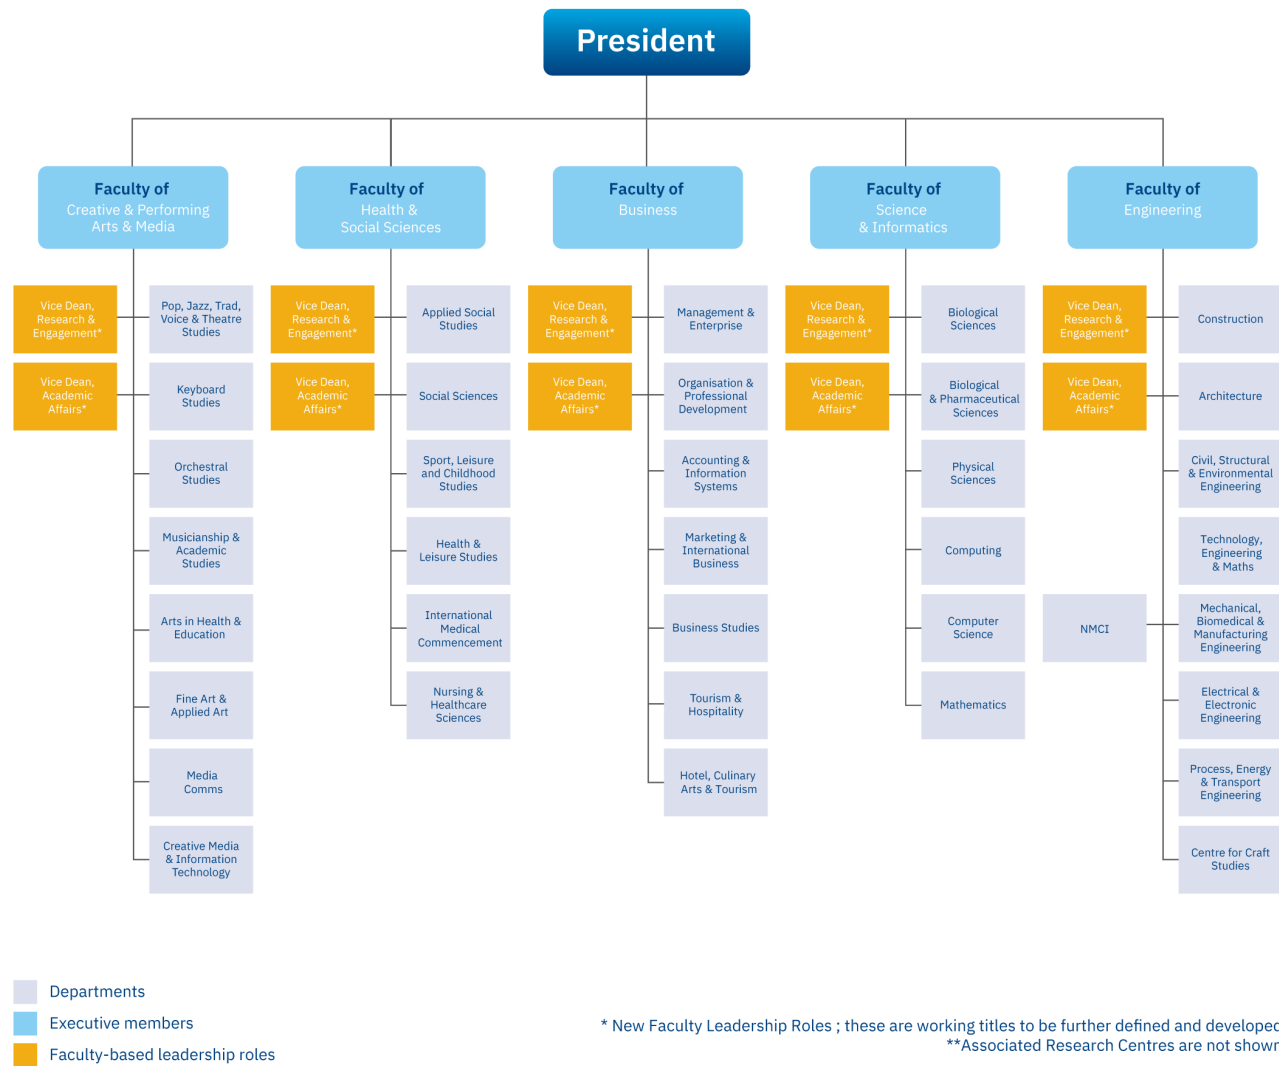 President
Faculty of
Creative & Performing
Arts & Media
Faculty of
Health &
Social Sciences
Faculty of
Business
Faculty of
Science
& Informatics
Faculty of
Engineering
Vice Dean,
Research &
Engagement*
Pop, Jazz, Trad,
Voice & Theatre
Studies
Vice Dean,
Academic
Affairs*
Keyboard
Studies
Orchestral
Studies
Musicianship &
Academic
Studies
Arts in Health &
Education
Fine Art &
Applied Art
Media
Comms
Creative Media
& Information
Technology
Vice Dean,
Research &
Engagement*
Applied Social
Studies
Vice Dean,
Academic
Affairs*
Social Sciences
Sport, Leisure
and Childhood
Studies
Health &
Leisure Studies
International
Medical
Commencement
Nursing &
Healthcare
Sciences
Vice Dean,
Research &
Engagement*
Management &
Enterprise
Vice Dean,
Academic
Affairs*
Organisation &
Professional
Development
Accounting &
Information
Systems
Marketing &
International
Business
Business Studies
Tourism &
Hospitality
Hotel, Culinary
Arts & Tourism
Vice Dean,
Research &
Engagement*
Biological
Sciences
Vice Dean,
Academic
Affairs*
Biological
& Pharmaceutical
Sciences
Physical
Sciences
Computing
Computer
Science
Mathematics
Vice Dean,
Research &
Engagement*
Construction
Vice Dean,
Academic
Affairs*
Architecture
Civil, Structural
& Environmental
Engineering
Technology,
Engineering
& Maths
NMCI
Mechanical,
Biomedical &
Manufacturing
Engineering
Electrical &
Electronic
Engineering
Process, Energy
& Transport
Engineering
Centre for Craft
Studies
Departments
Executive members
Faculty-based leadership roles
* New Faculty Leadership Roles ; these are working titles to be further defined and developed
**Associated Research Centres are not shown